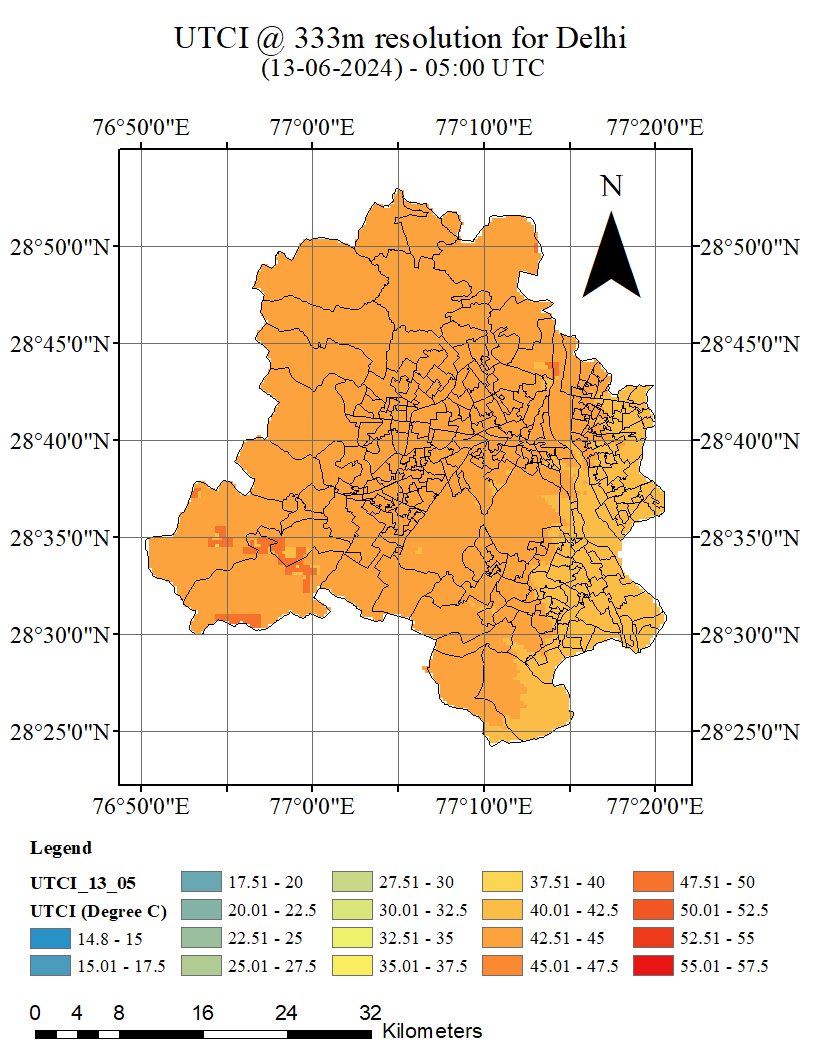 UTCI @ 333m resolution for Delhi
(13-06-2024) - 05:00 UTC
76°50'0"E 77°0'0"E 77°10'0"E 77°20'0"E
N
28°50'0"N 28°50'0"N
28°45'0"N 28°45'0"N
28°40'0"N 28°40'0"N
28°35'0"N 28°35'0"N
28°30'0"N 28°30'0"N
28°25'0"N 28°25'0"N
76°50'0"E 77°0'0"E 77°10'0"E 77°20'0"E
Legend
UTCI_13_05 17.51 - 20 27.51 - 30 37.51 - 40 47.51 - 50
UTCI (Degree C) 20.01 - 22.5 30.01 - 32.5 40.01 - 42.5 50.01 - 52.5
14.8 - 15 22.51 - 25 32.51 - 35 42.51 - 45 52.51 - 55
15.01 - 17.5 25.01 - 27.5 35.01 - 37.5 45.01 - 47.5 55.01 - 57.5
0 4 8 16 24 32
Kilometers